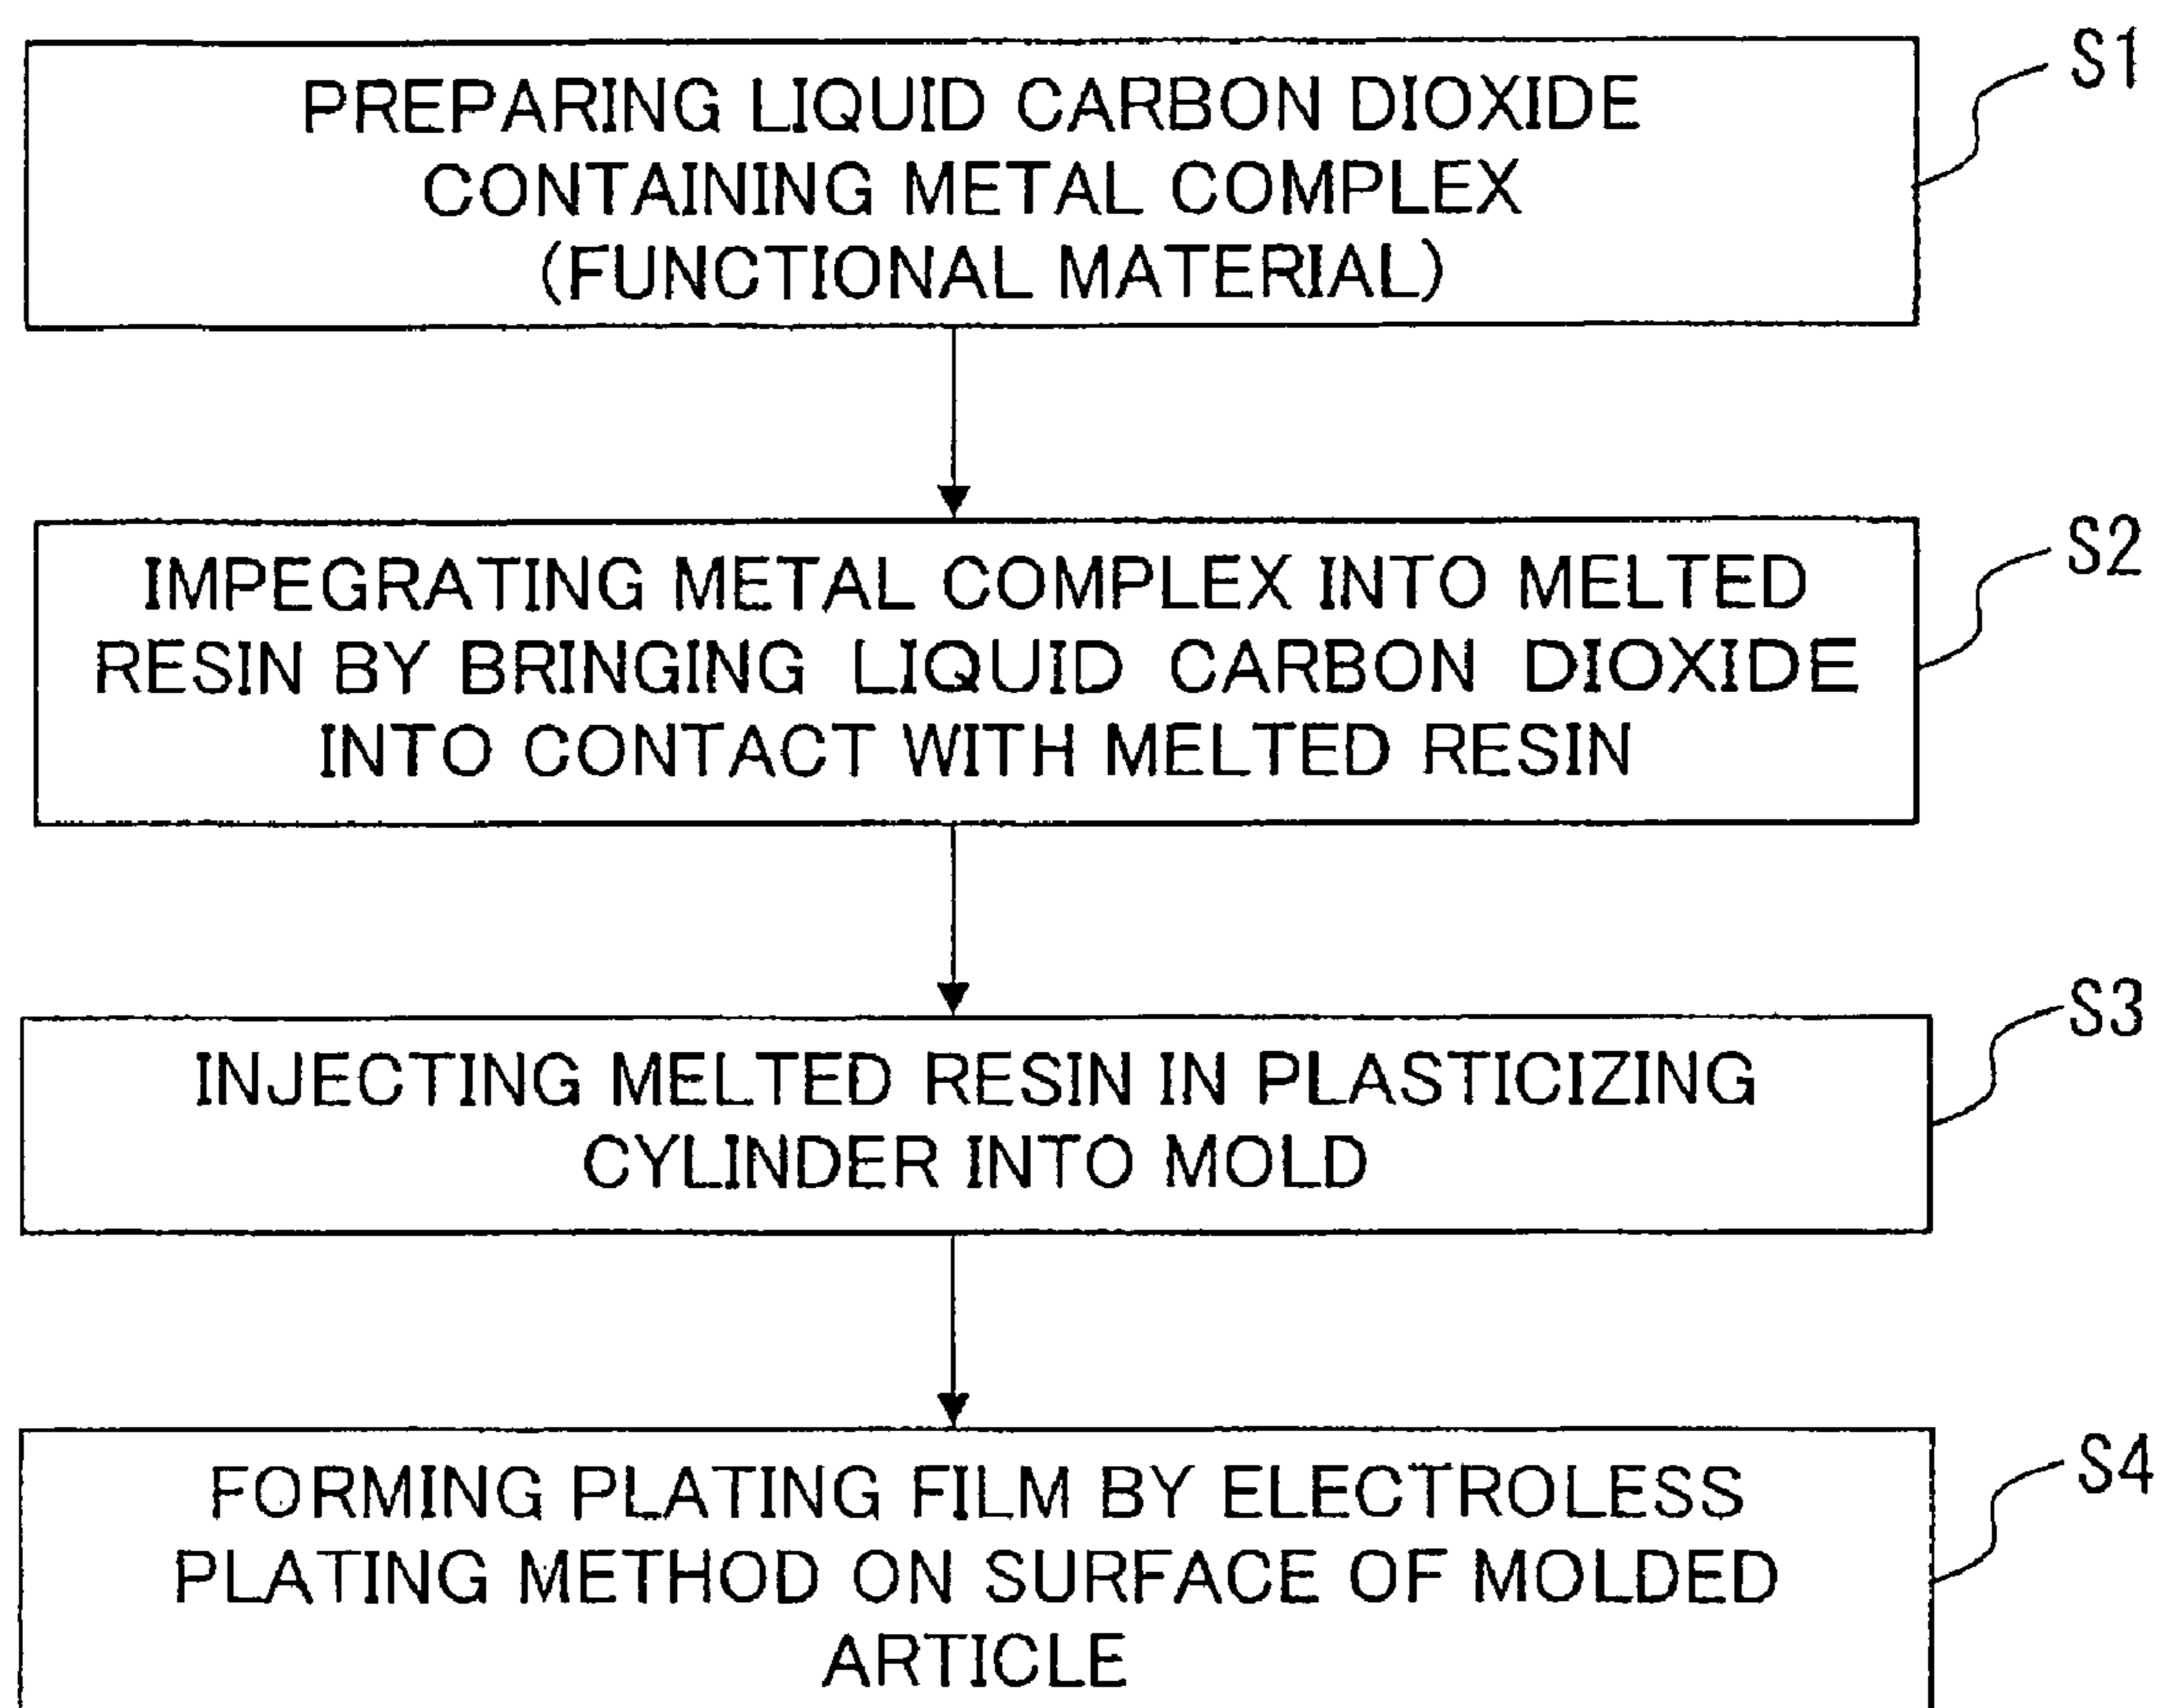 PREPARING LIQUID CARBON DIOXIDE
CONTAINING METAL COMPLEX
(FUNCTIONAL MATERIAL)
S1
IMPEGRATING METAL COMPLEX INTO MELTED
RESIN BY BRINGING LIQUID CARBON DIOXIDE
INTO CONTACT WITH MELTED RESIN
S2
INJECTING MELTED RESIN IN PLASTICIZING
CYLINDER INTO MOLD
S3
FORMING PLATING FILM BY ELECTROLESS
PLATING METHOD ON SURFACE OF MOLDED
ARTICLE
S4